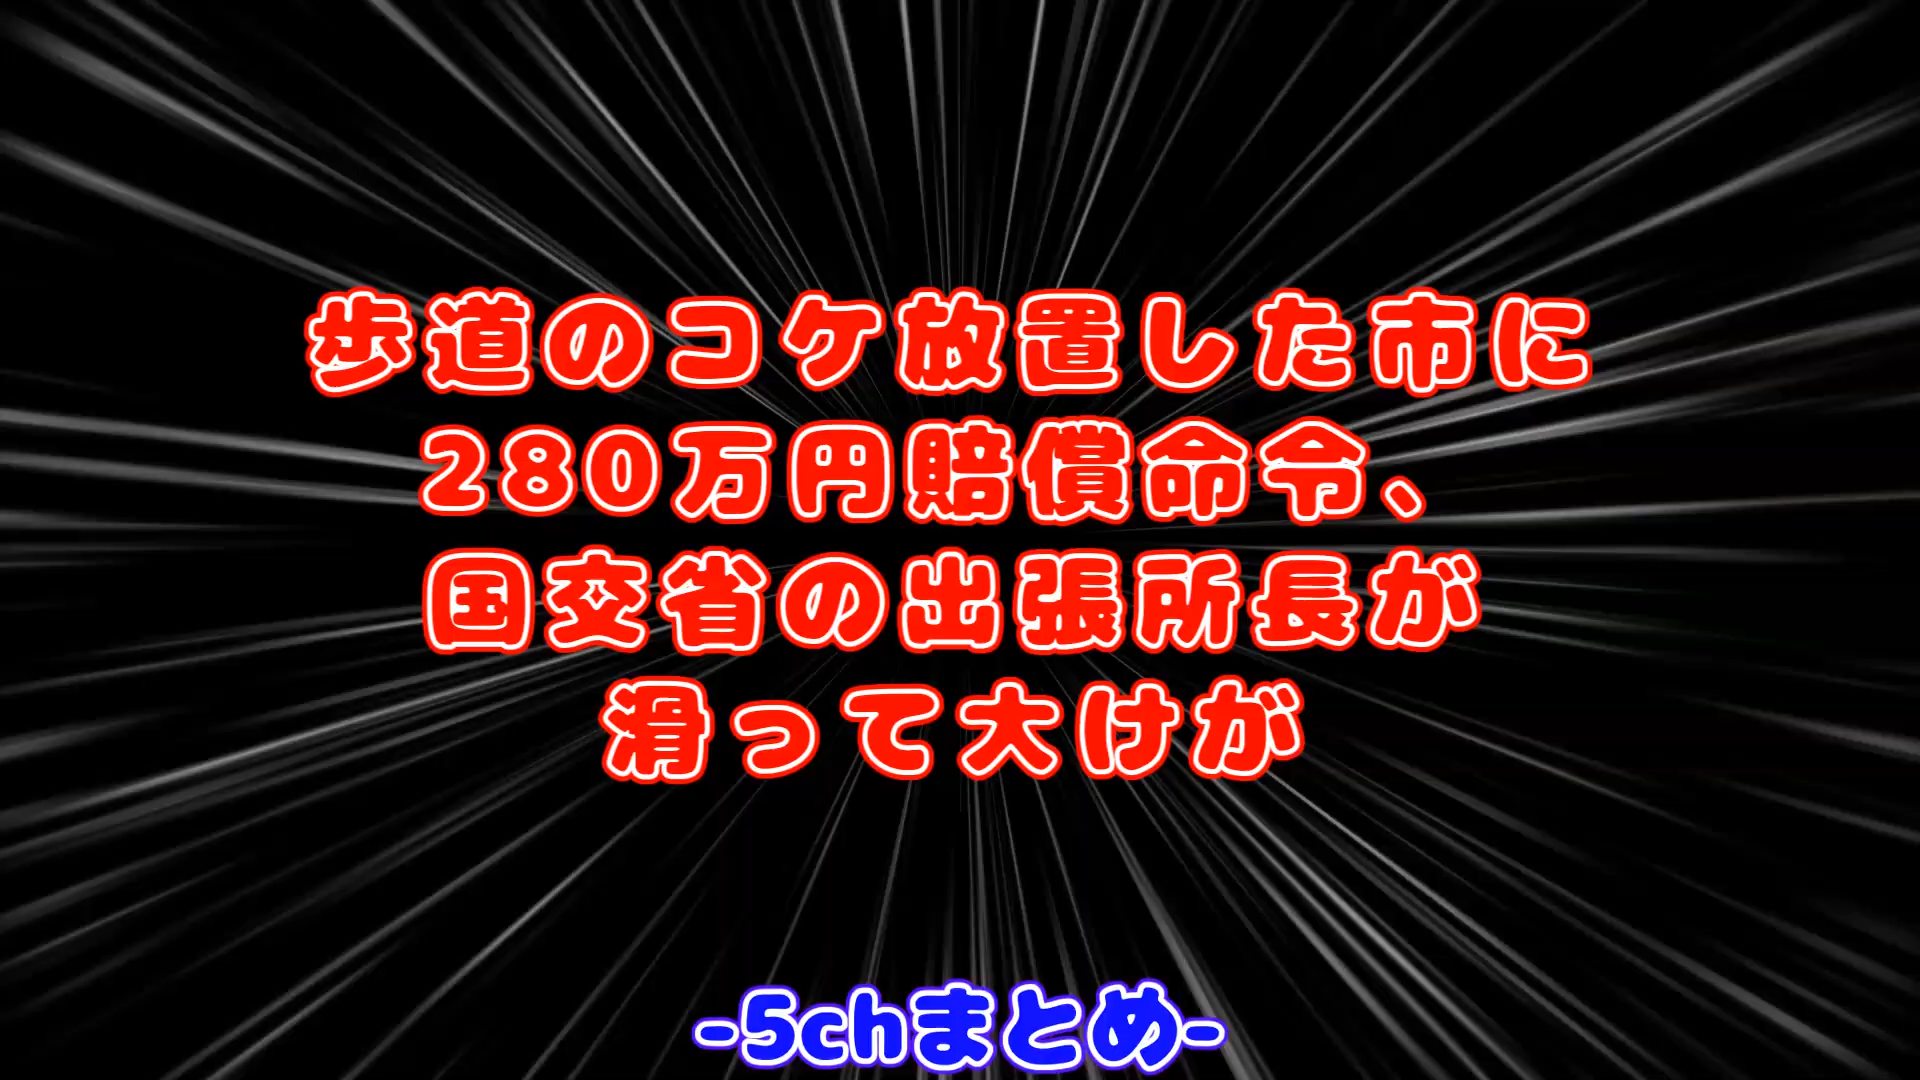 歩道のコケ放置した市に
280万円賠償命令、
国交省の出張所長が
滑って大けが
-5chまとめ-